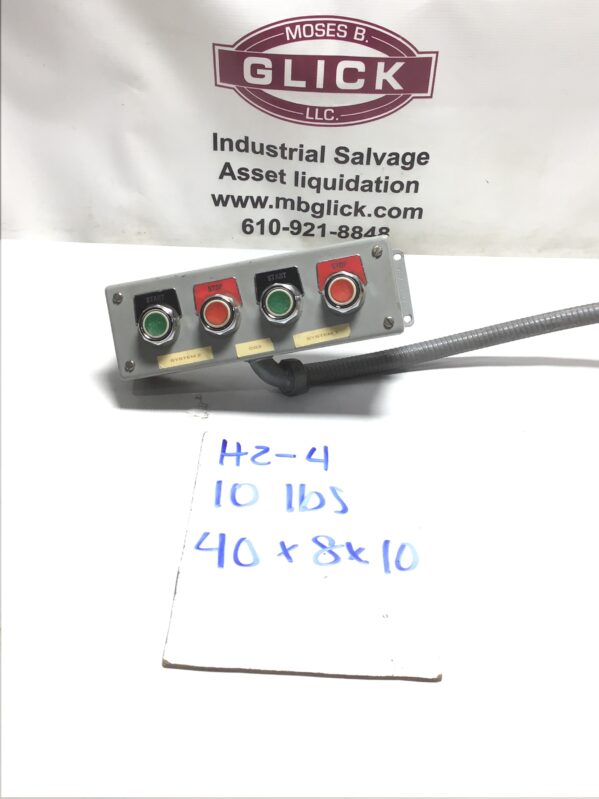 MOSES B.
GLICK
LLC.
Industrial Salvage
Asset liquidation
www.mbglick.com
610-921-8848
START
STOP
START
STOP
H2-4
10 lbs
40 x 8 x 10